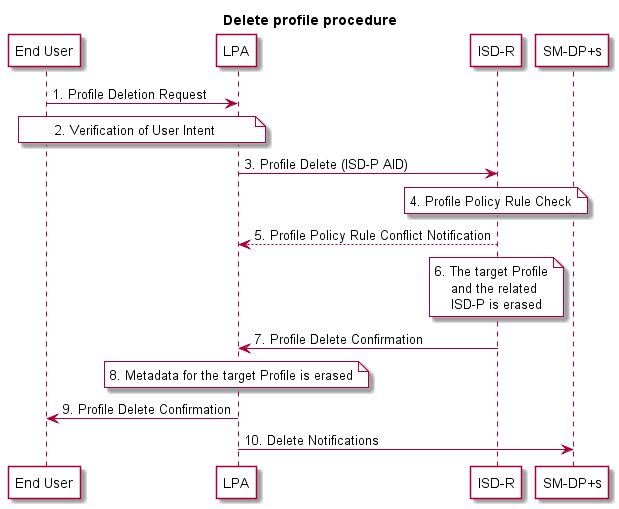 Delete profile procedure
End User
LPA
ISD-R
SM-DP+s
1. Profile Deletion Request
2. Verification of User Intent
3. Profile Delete (ISD-P AID)
4. Profile Policy Rule Check
5. Profile Policy Rule Conflict Notification
6. The target Profile
and the related
ISD-P is erased
7. Profile Delete Confirmation
8. Metadata for the target Profile is erased
9. Profile Delete Confirmation
10. Delete Notifications
End User
LPA
ISD-R
SM-DP+s